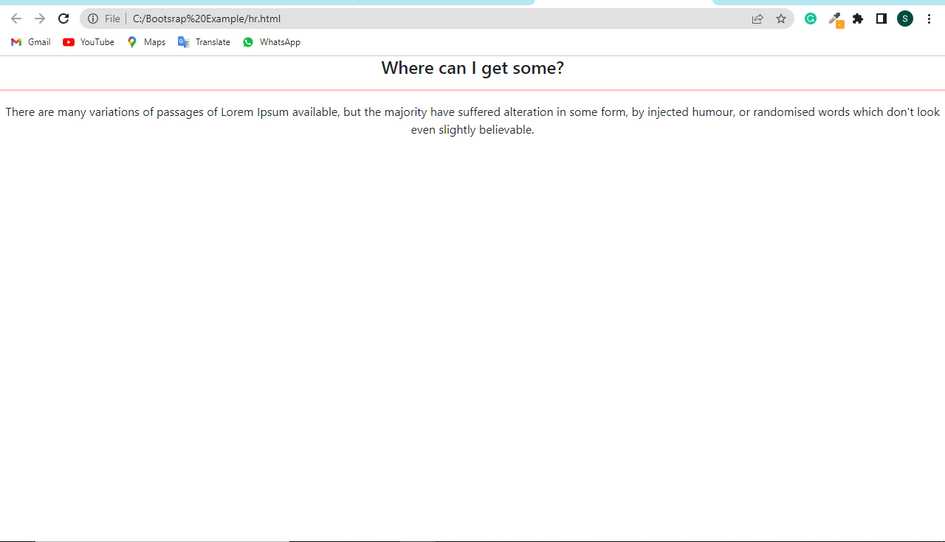 File C:/Bootsrap%20Example/hr.html
S
Gmail YouTube Maps Translate WhatsApp
Where can I get some?
There are many variations of passages of Lorem Ipsum available, but the majority have suffered alteration in some form, by injected humour, or randomised words which don't look
even slightly believable.